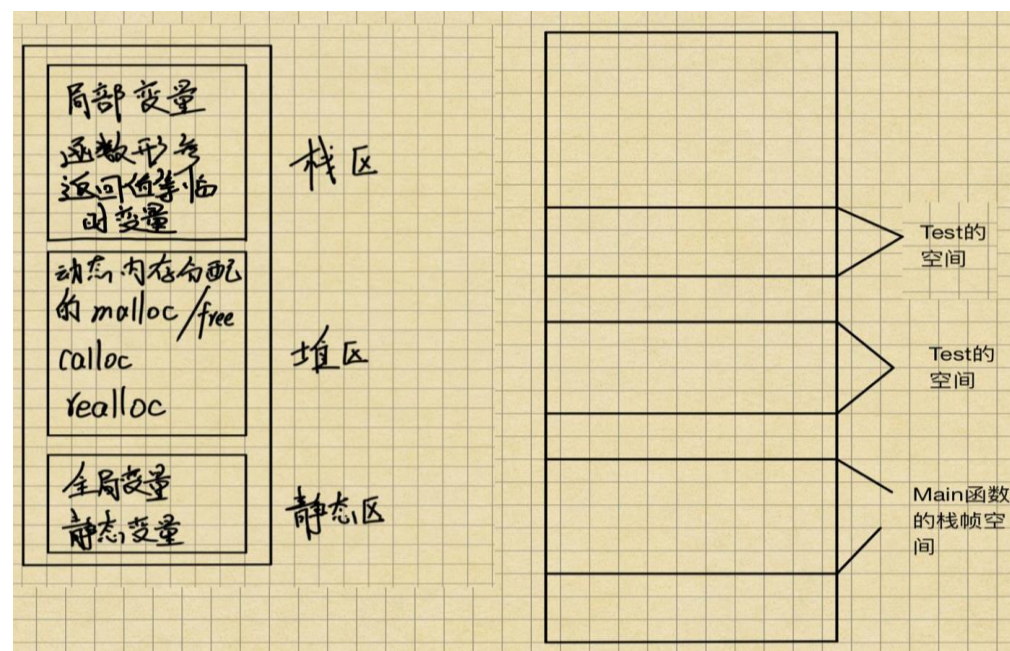 局部变量
函数形参
返回值等临
时变量
栈区
动态内存分配
的 malloc/free
calloc
realloc
堆区
全局变量
静态变量
静态区
Test的
空间
Test的
空间
Main函数
的栈帧空
间